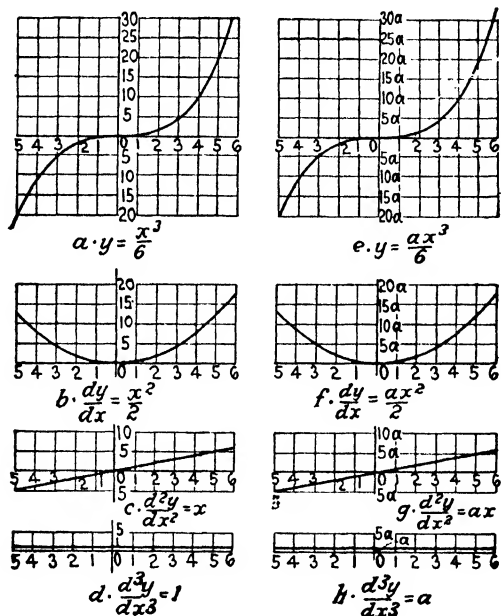 30
25
20
15
10
5
5 4 3 2 0 1 2 3 4 5 6
5
10
15
20
a. y = x³/6
30a
25a
20a
15a
10a
5a
5 4 3 2 0 1 2 3 4 5 6
5a
10a
15a
20a
e. y = ax³/6
20
15
10
5
5 4 3 2 1 0 1 2 3 4 5 6
b. dy/dx = x²/2
20a
15a
10a
5a
5 4 3 2 1 0 1 2 3 4 5 6
f. dy/dx = ax²/2
10
5
5 2 1 0 1 2 3 4 5 6
5
c. d²y/dx² = x
10a
5a
2 1 0 1 2 3 4 5 6
5a
g. d²y/dx² = ax
5
5 4 3 2 1 0 1 2 3 4 5 6
d. d³y/dx3 = 1
5a a
5 4 3 2 1 0 1 2 3 4 5 6
h. d³y/dx3 = a